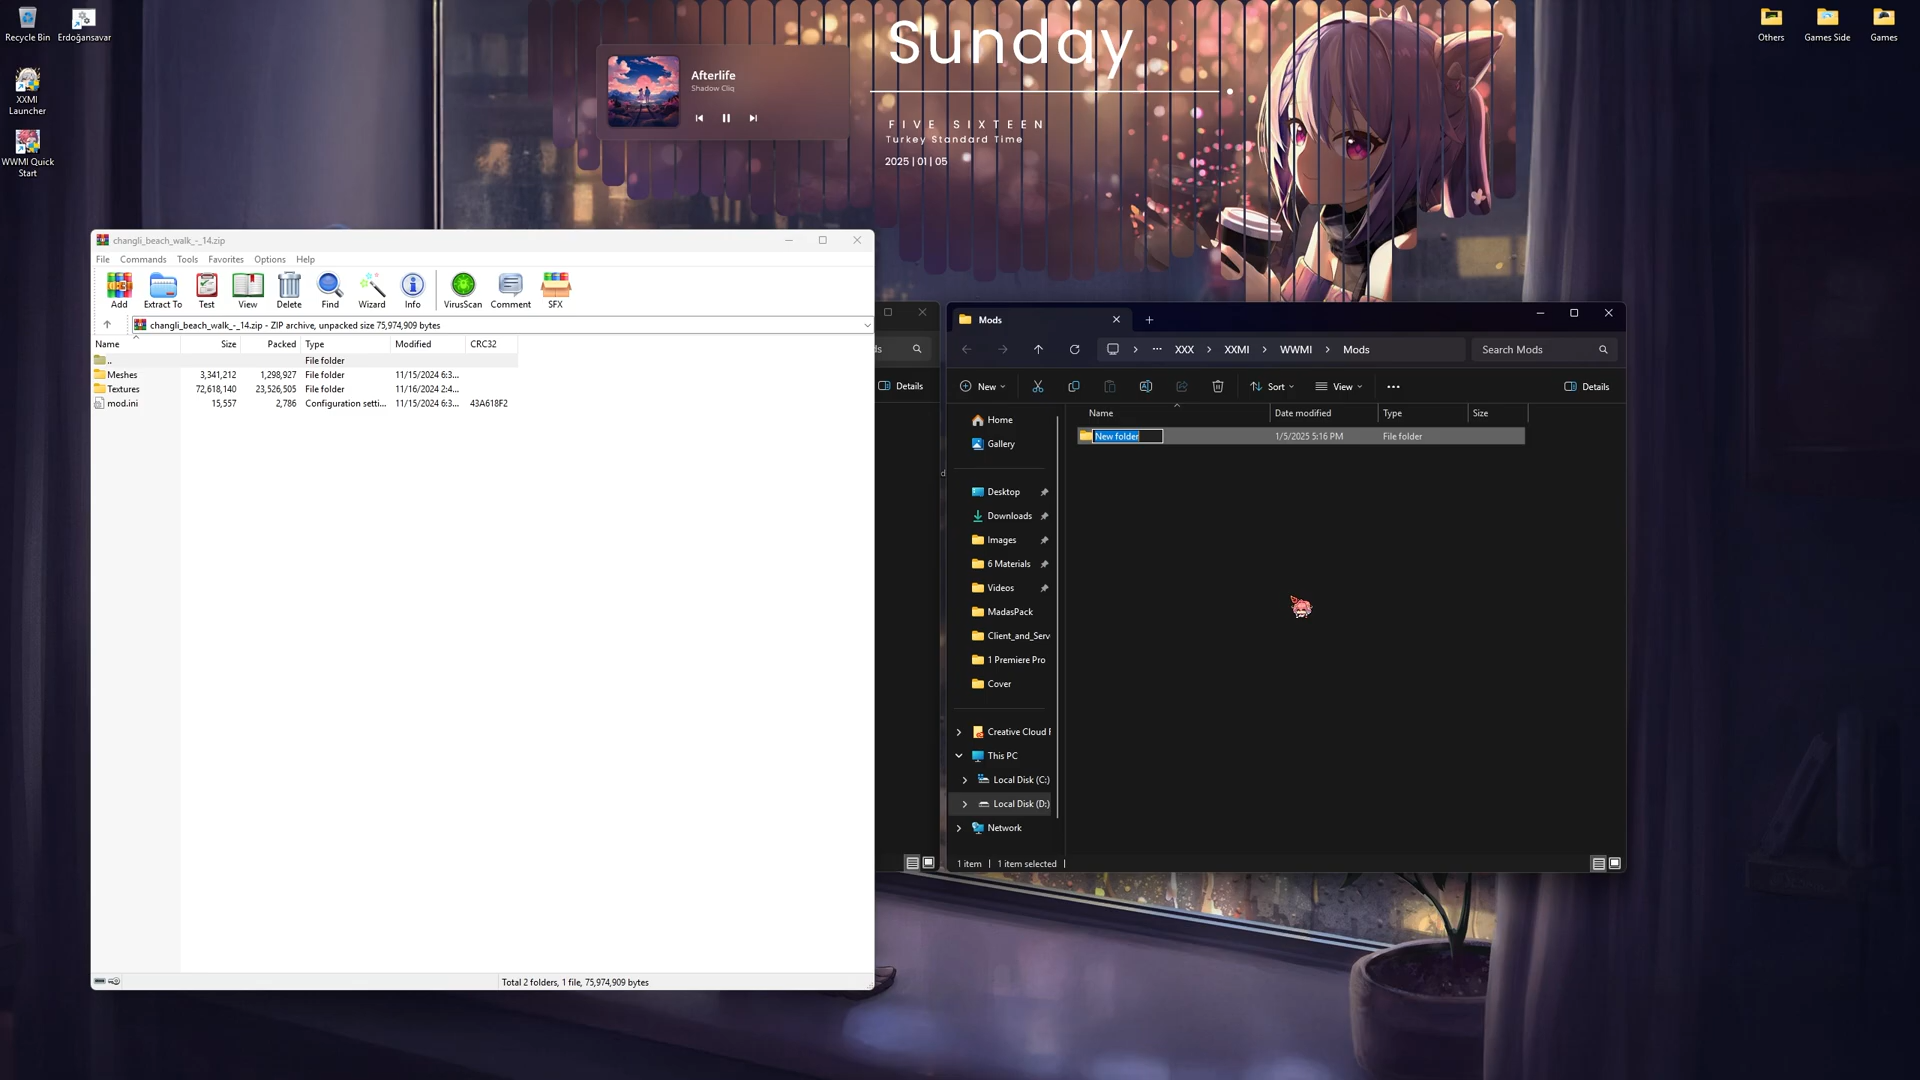 Recycle Bin
Erdoğansavar
XXMI
Launcher
WWMI Quick
Start
Others
Games Side
Games
Sunday
FIVE SIXTEEN
Turkey Standard Time
2025 | 01 | 05
Afterlife
Shadow Cliq
changli_beach_walk_-_14.zip
File Commands Tools Favorites Options Help
Add Extract To Test View Delete Find Wizard Info VirusScan Comment SFX
changli_beach_walk_-_14.zip - ZIP archive, unpacked size 75,974,909 bytes
Name Size Packed Type Modified CRC32
.. File folder
Meshes 3,341,212 1,298,927 File folder 11/15/2024 6:3...
Textures 72,618,140 23,526,505 File folder 11/16/2024 2:4...
mod.ini 15,557 2,786 Configuration setti... 11/15/2024 6:3... 43A618F2
Total 2 folders, 1 file, 75,974,909 bytes
Details
Mods
XXX XXMI WWMI Mods
Search Mods
New Sort View Details
Name Date modified Type Size
New folder 1/5/2025 5:16 PM File folder
Home
Gallery
Desktop
Downloads
Images
6 Materials
Videos
MadasPack
Client_and_Serv
1 Premiere Pro
Cover
Creative Cloud F
This PC
Local Disk (C:)
Local Disk (D:)
Network
1 item 1 item selected